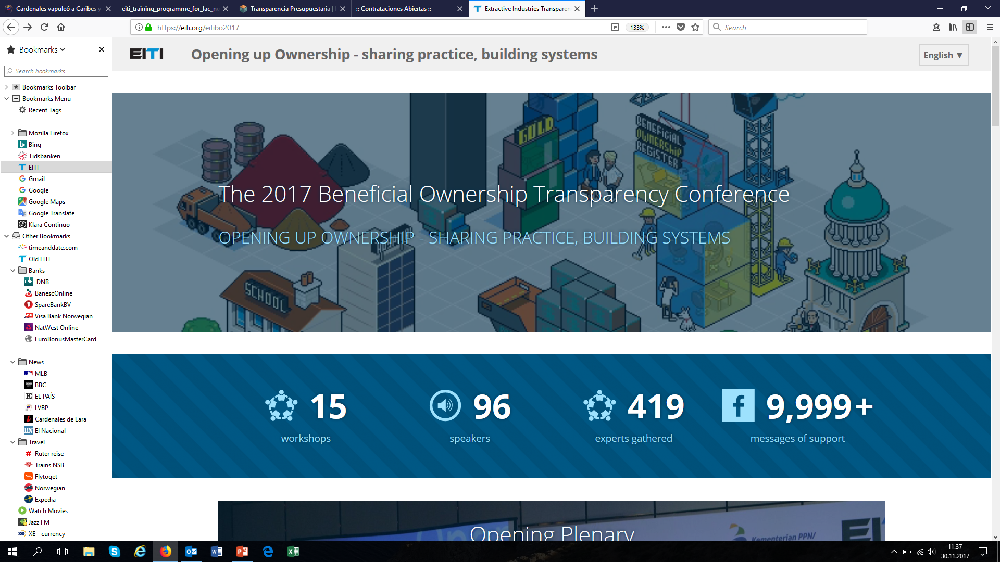 Cardenales vapuleó a Caribes y
eiti_training_programme_for_lac_no
Transparencia Presupuestaria |
:: Contrataciones Abiertas ::
Extractive Industries Transparen
https://eiti.org/eitibo2017
133%
Search
Bookmarks
Search bookmarks
Bookmarks Toolbar
Bookmarks Menu
Recent Tags
Mozilla Firefox
Bing
Tidsbanken
EITI
Gmail
Google
Google Maps
Google Translate
Klara Continuo
Other Bookmarks
timeanddate.com
Old EITI
Banks
DNB
BanescOnline
SpareBankBV
Visa Bank Norwegian
NatWest Online
EuroBonusMasterCard
News
MLB
BBC
EL PAÍS
LVBP
Cardenales de Lara
El Nacional
Travel
Ruter reise
Trains NSB
Flytoget
Norwegian
Expedia
Watch Movies
Jazz FM
XE - currency
EITI
Opening up Ownership - sharing practice, building systems
English ▼
GOLD
BENEFICIAL
OWNERSHIP
REGISTER
The 2017 Beneficial Ownership Transparency Conference
OPENING UP OWNERSHIP - SHARING PRACTICE, BUILDING SYSTEMS
SCHOOL
15
workshops
96
speakers
419
experts gathered
9,999+
messages of support
Opening Plenary
Kementerian PPN/
EITI
11.37
30.11.2017